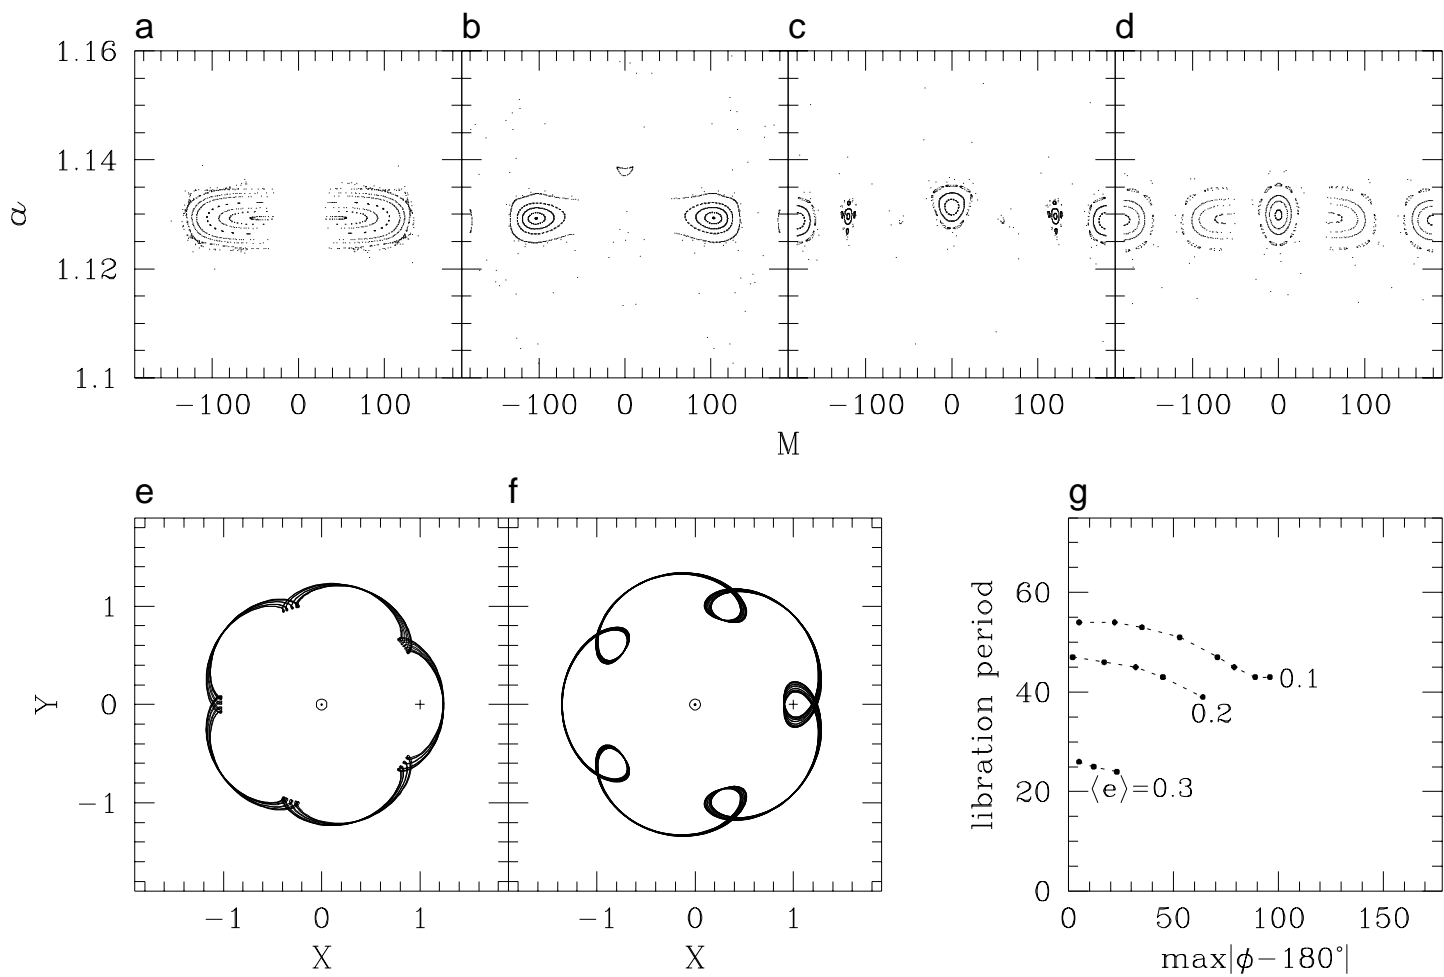 a b c d
1.16
1.14
1.12
1.1
a
−100 0 100 −100 0 100 −100 0 100 −100 0 100
M
e f g
1
0
−1
Y
−1 0 1 −1 0 1
X X
60
40
20
0
libration period
0.1
0.2
⟨e⟩=0.3
0 50 100 150
max|ϕ−180°|